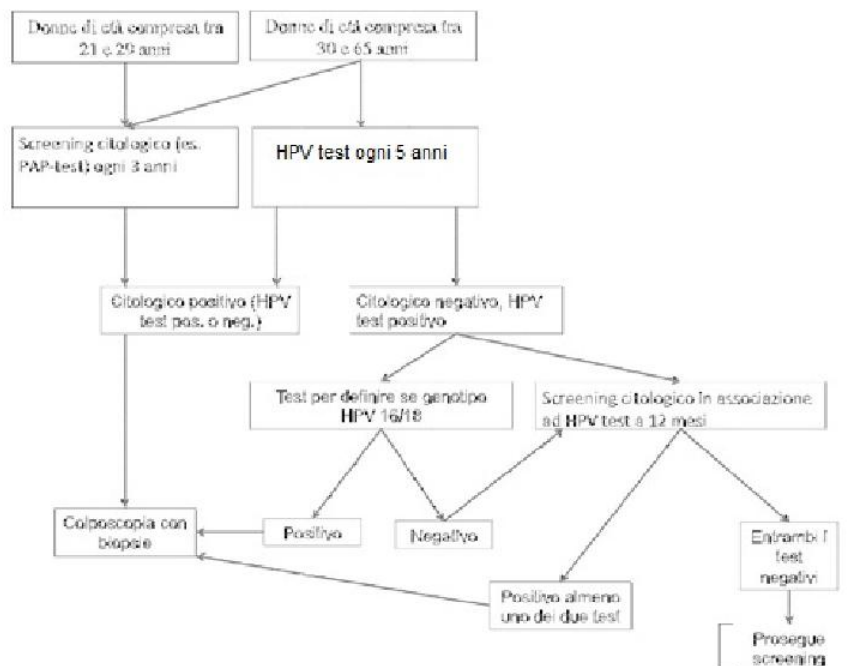 Donne di età compresa tra
21 e 29 anni
Donne di età compresa tra
30 e 65 anni
Screening citologico (es.
PAP-test) ogni 3 anni
HPV test ogni 5 anni
Citologico positivo (HPV
test pos. o neg.)
Citologico negativo, HPV
test positivo
Test per definire se genotipo
HPV 16/18
Screening citologico in associazione
ad HPV test a 12 mesi
Colposcopia con
biopsie
Positivo
Negativo
Entrambi i
test
negativi
Positivo almeno
uno dei due test
Prosegue
screening